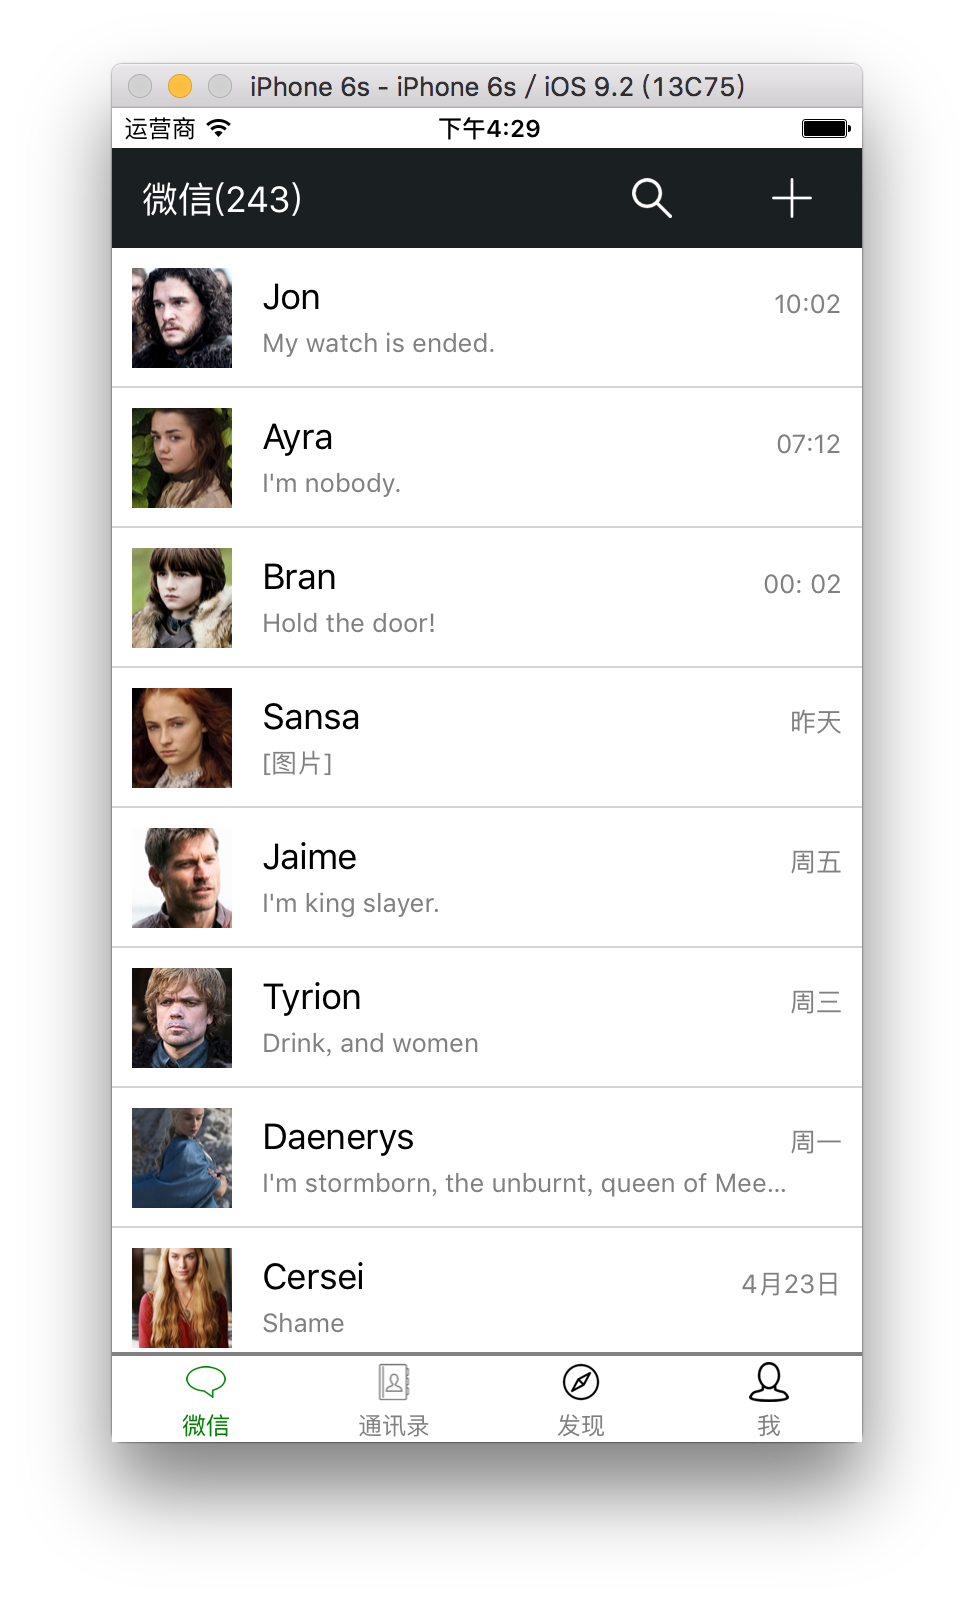 iPhone 6s - iPhone 6s / iOS 9.2 (13C75)
运营商 下午4:29
微信(243)
Jon 10:02
My watch is ended.
Ayra 07:12
I'm nobody.
Bran 00: 02
Hold the door!
Sansa 昨天
[图片]
Jaime 周五
I'm king slayer.
Tyrion 周三
Drink, and women
Daenerys 周一
I'm stormborn, the unburnt, queen of Mee...
Cersei 4月23日
Shame
微信 通讯录 发现 我